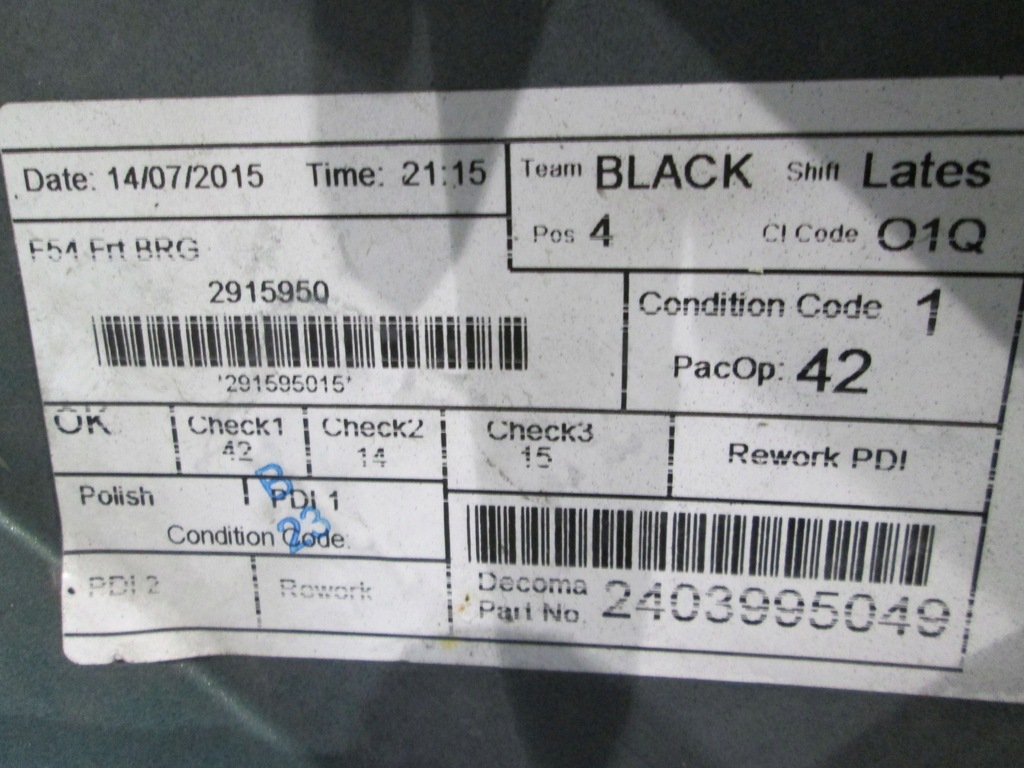 Date: 14/07/2015 Time: 21:15
Team BLACK Shift Lates
Pos 4 CI Code O1Q
F54 Frt BRG
2915950
'291595015'
Condition Code 1
PacOp: 42
OK Check1 Check2 Check3 Rework PDI
42 14 15
Polish PDI 1
B
23
Condition Code:
PDI 2 Rework
Decoma
Part No. 2403995049